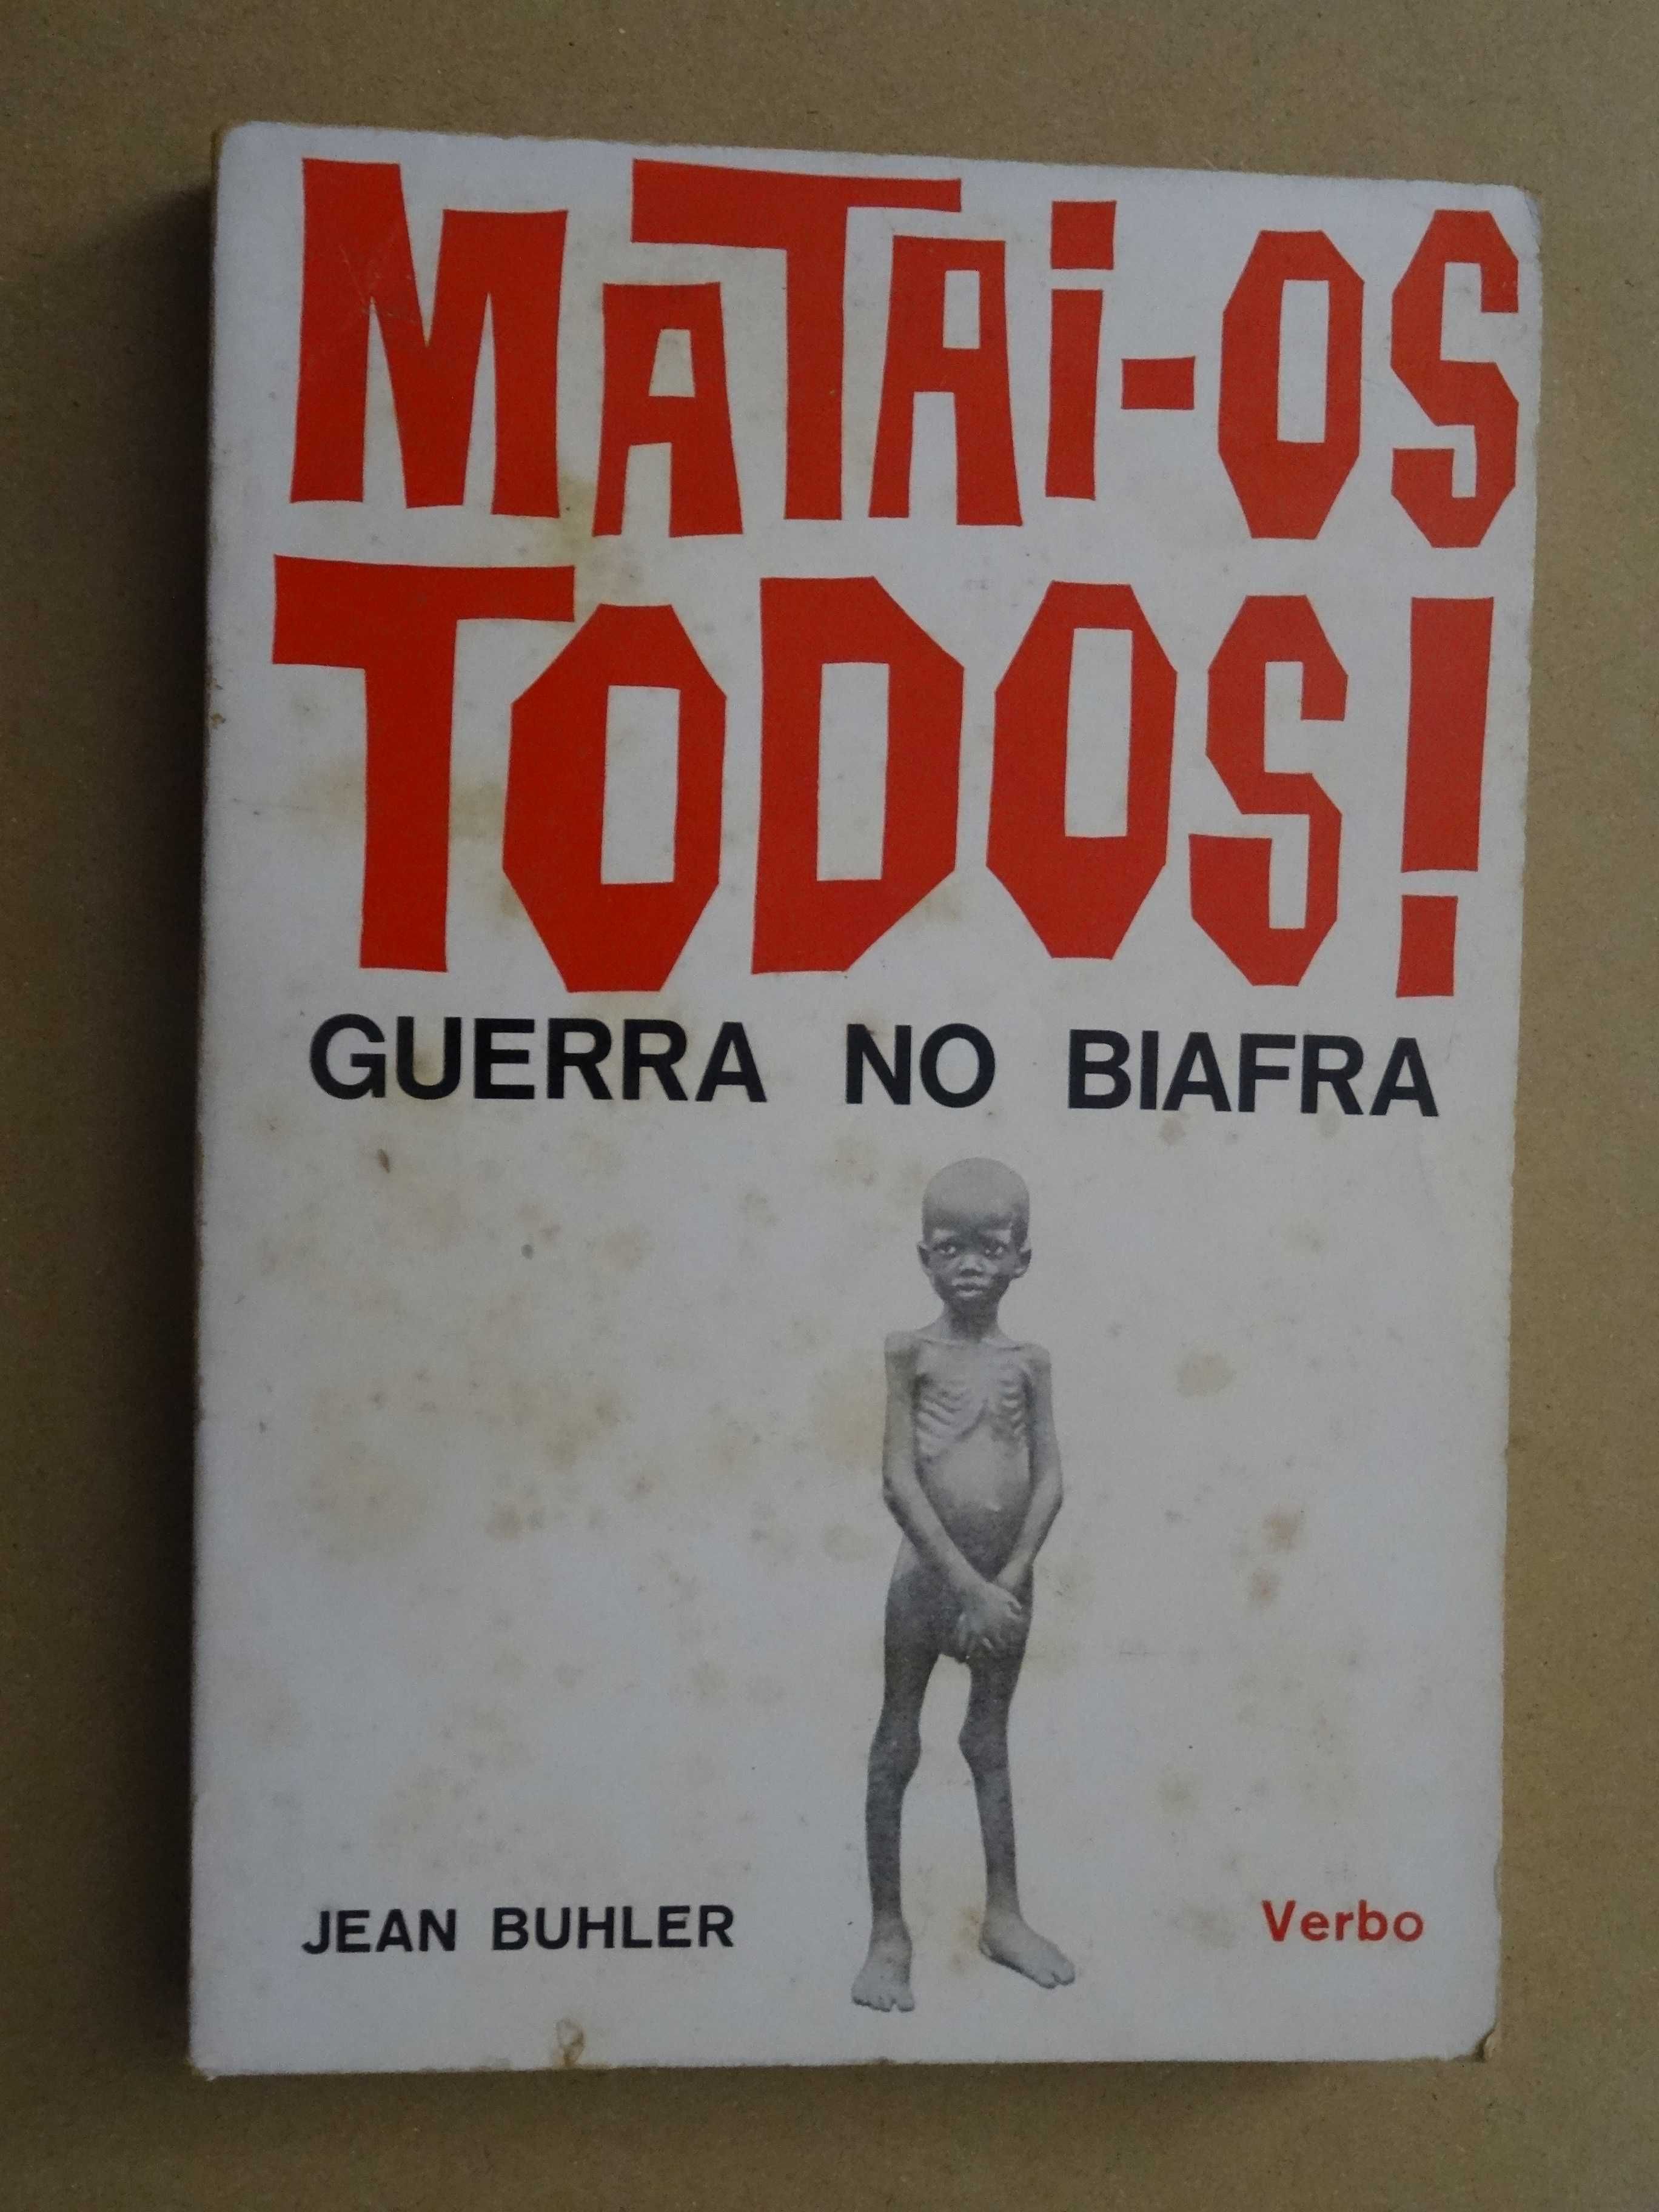 MATAi-OS
TODOS!
GUERRA NO BIAFRA
JEAN BUHLER
Verbo